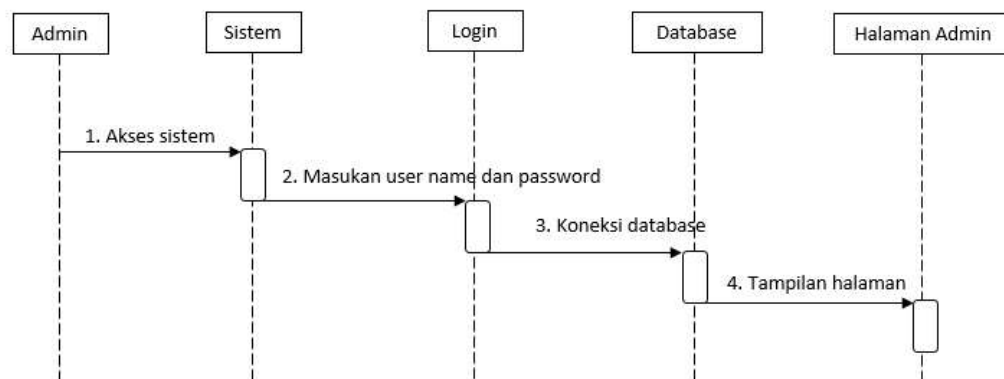 Admin
Sistem
Login
Database
Halaman Admin
1. Akses sistem
2. Masukan user name dan password
3. Koneksi database
4. Tampilan halaman